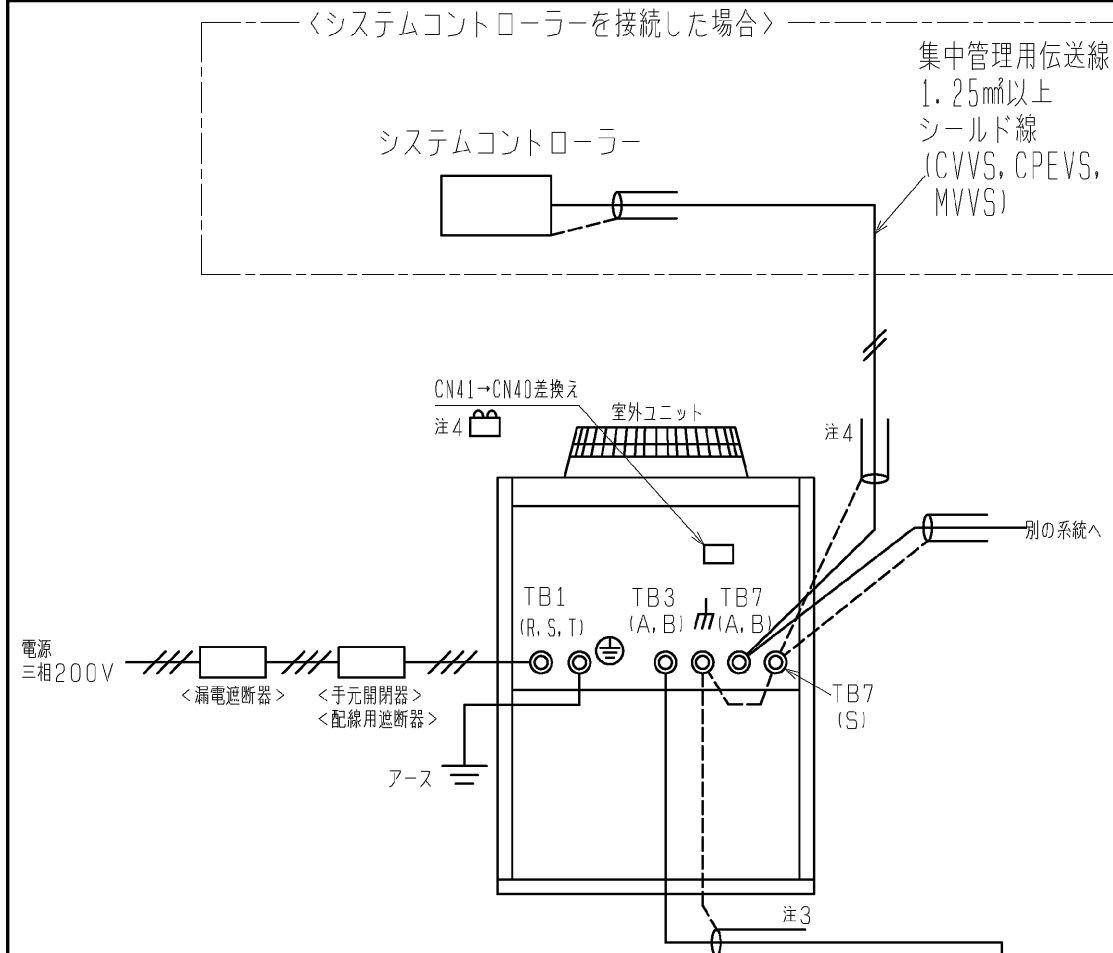 〈システムコントローラーを接続した場合〉
集中管理用伝送線
1.25㎟以上
シールド線
(CVVS, CPEVS,
MVVS)
システムコントローラー
CN41→CN40差換え
注4
室外ユニット
注4
別の系統へ
TB1
(R, S, T)
TB3
(A, B)
TB7
(A, B)
電源
三相200V
<漏電遮断器>
<手元開閉器>
<配線用遮断器>
TB7
(S)
アース
注3